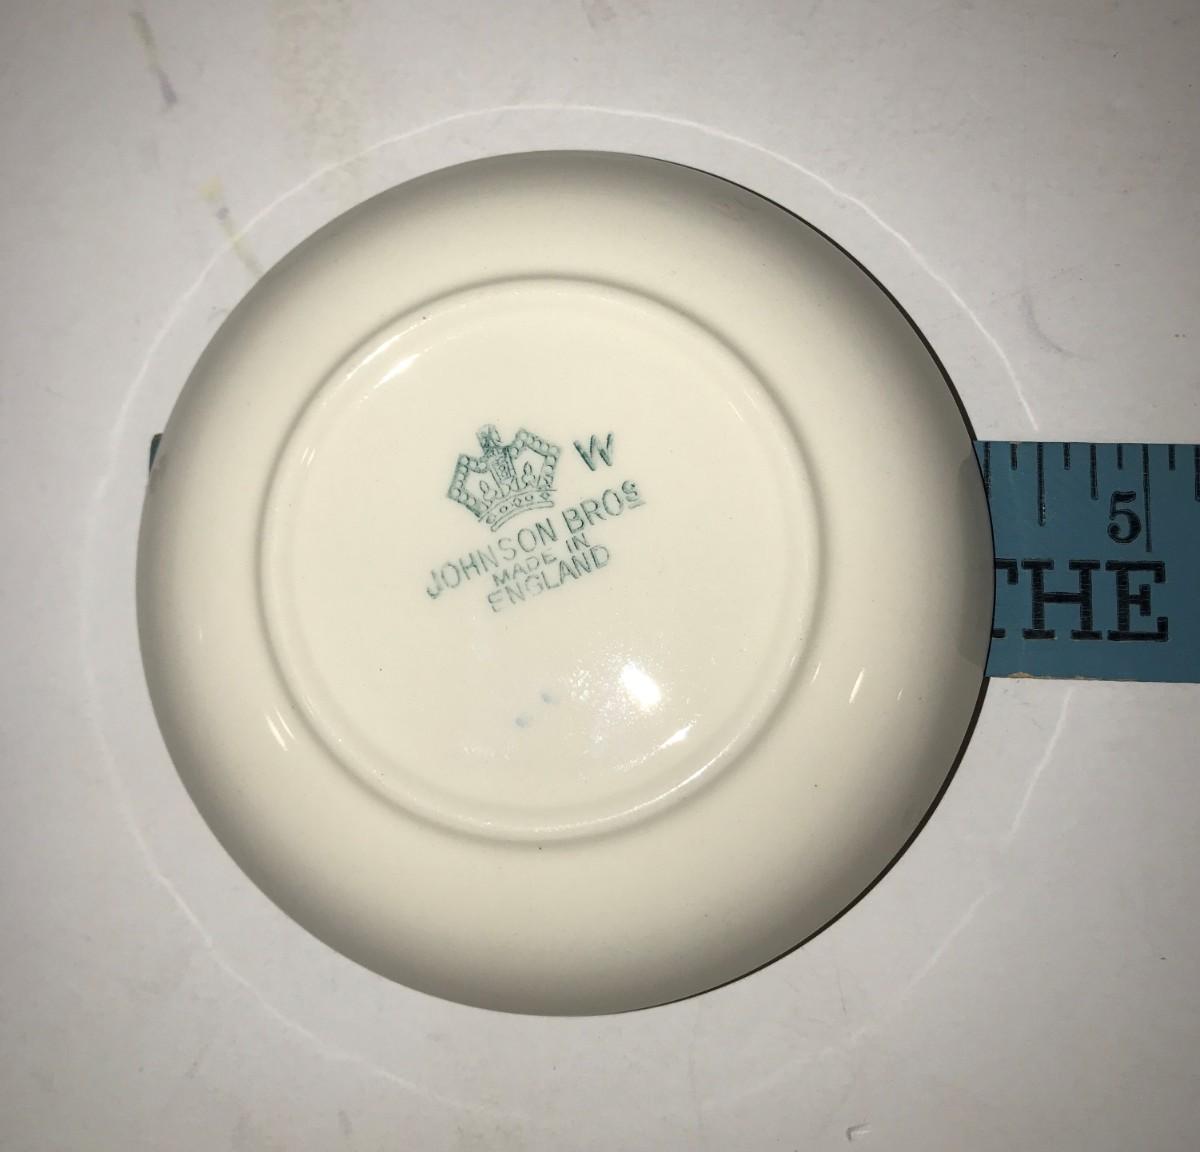 W
JOHNSON BROS
MADE IN
ENGLAND
5
THE